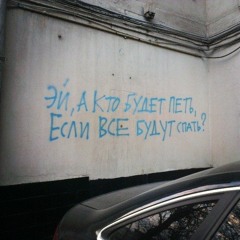 Эй, а кто будет петь,
Если все будут спать?